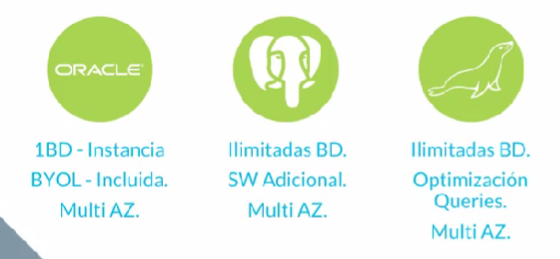 ORACLE
1BD - Instancia
BYOL - Incluida.
Multi AZ.
Ilimitadas BD.
SW Adicional.
Multi AZ.
Ilimitadas BD.
Optimización
Queries.
Multi AZ.